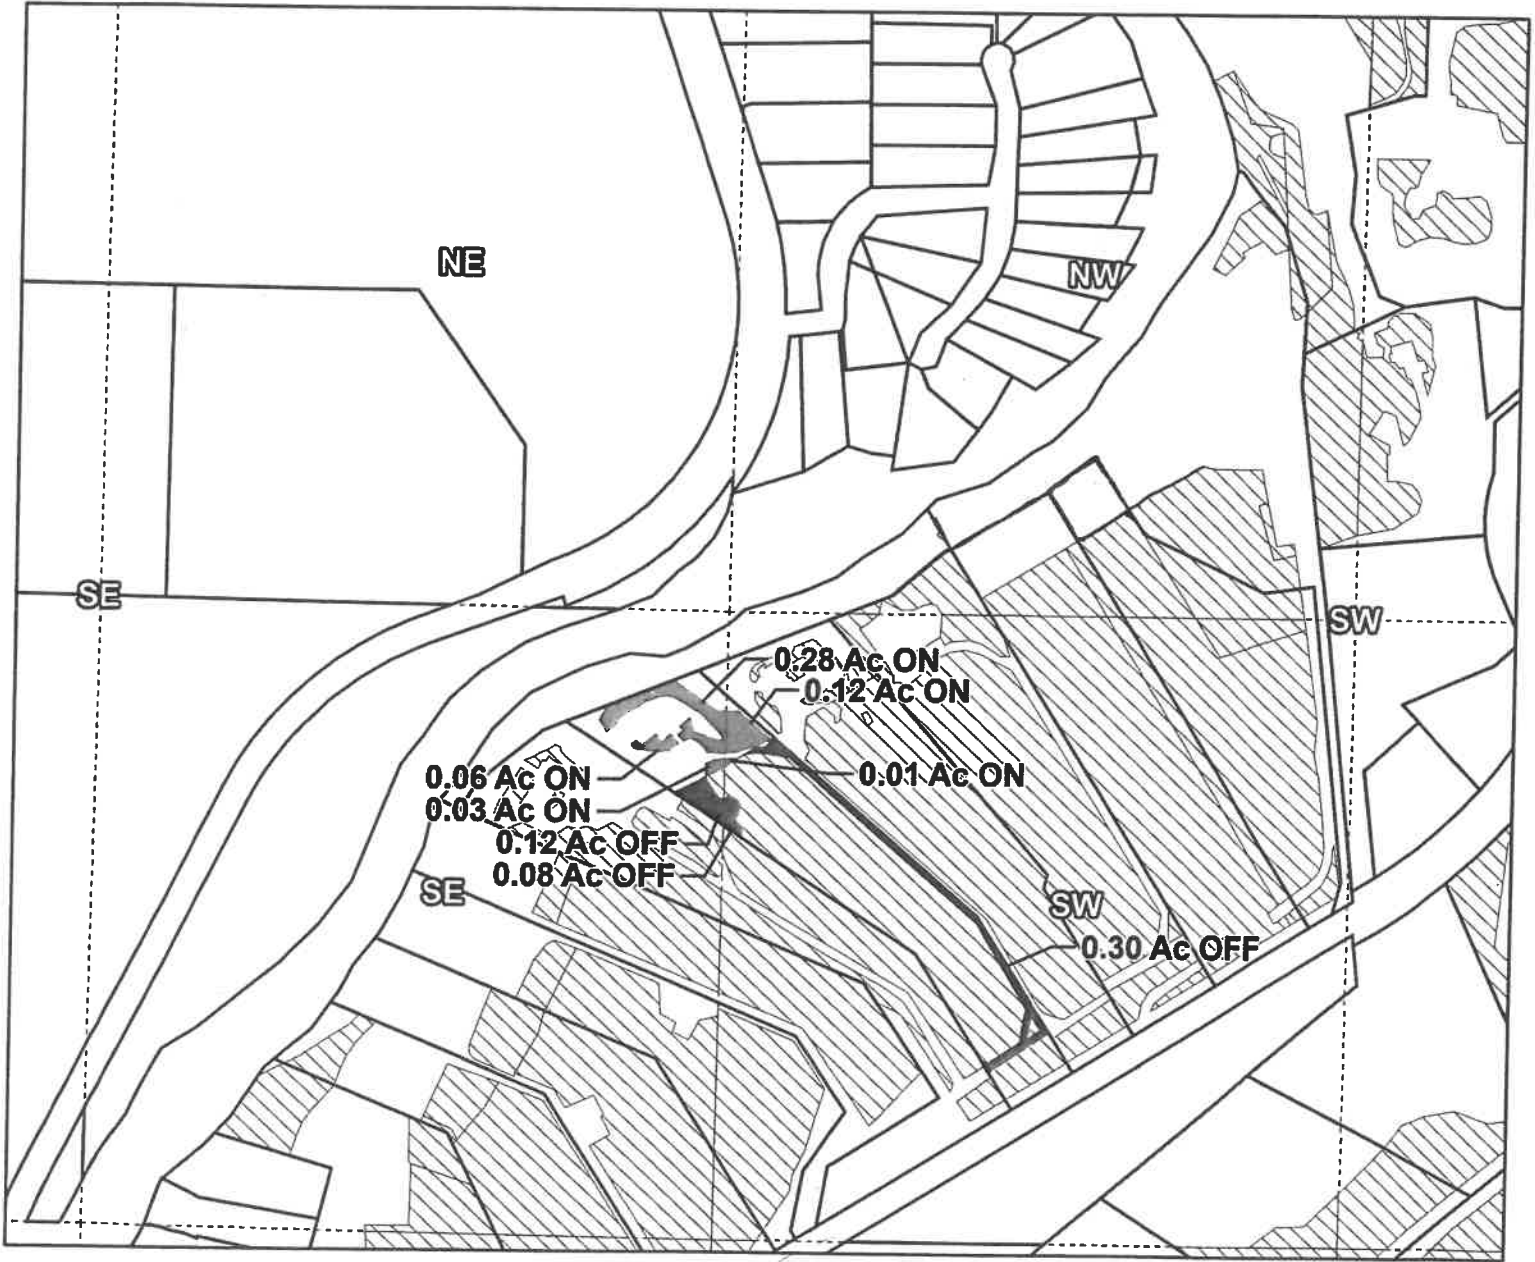 NE
NW
SE
SW
0.28 Ac ON
0.12 Ac ON
0.06 Ac ON
0.01 Ac ON
0.03 Ac ON
0.12 Ac OFF
0.08 Ac OFF
SE
SW
0.30 Ac OFF